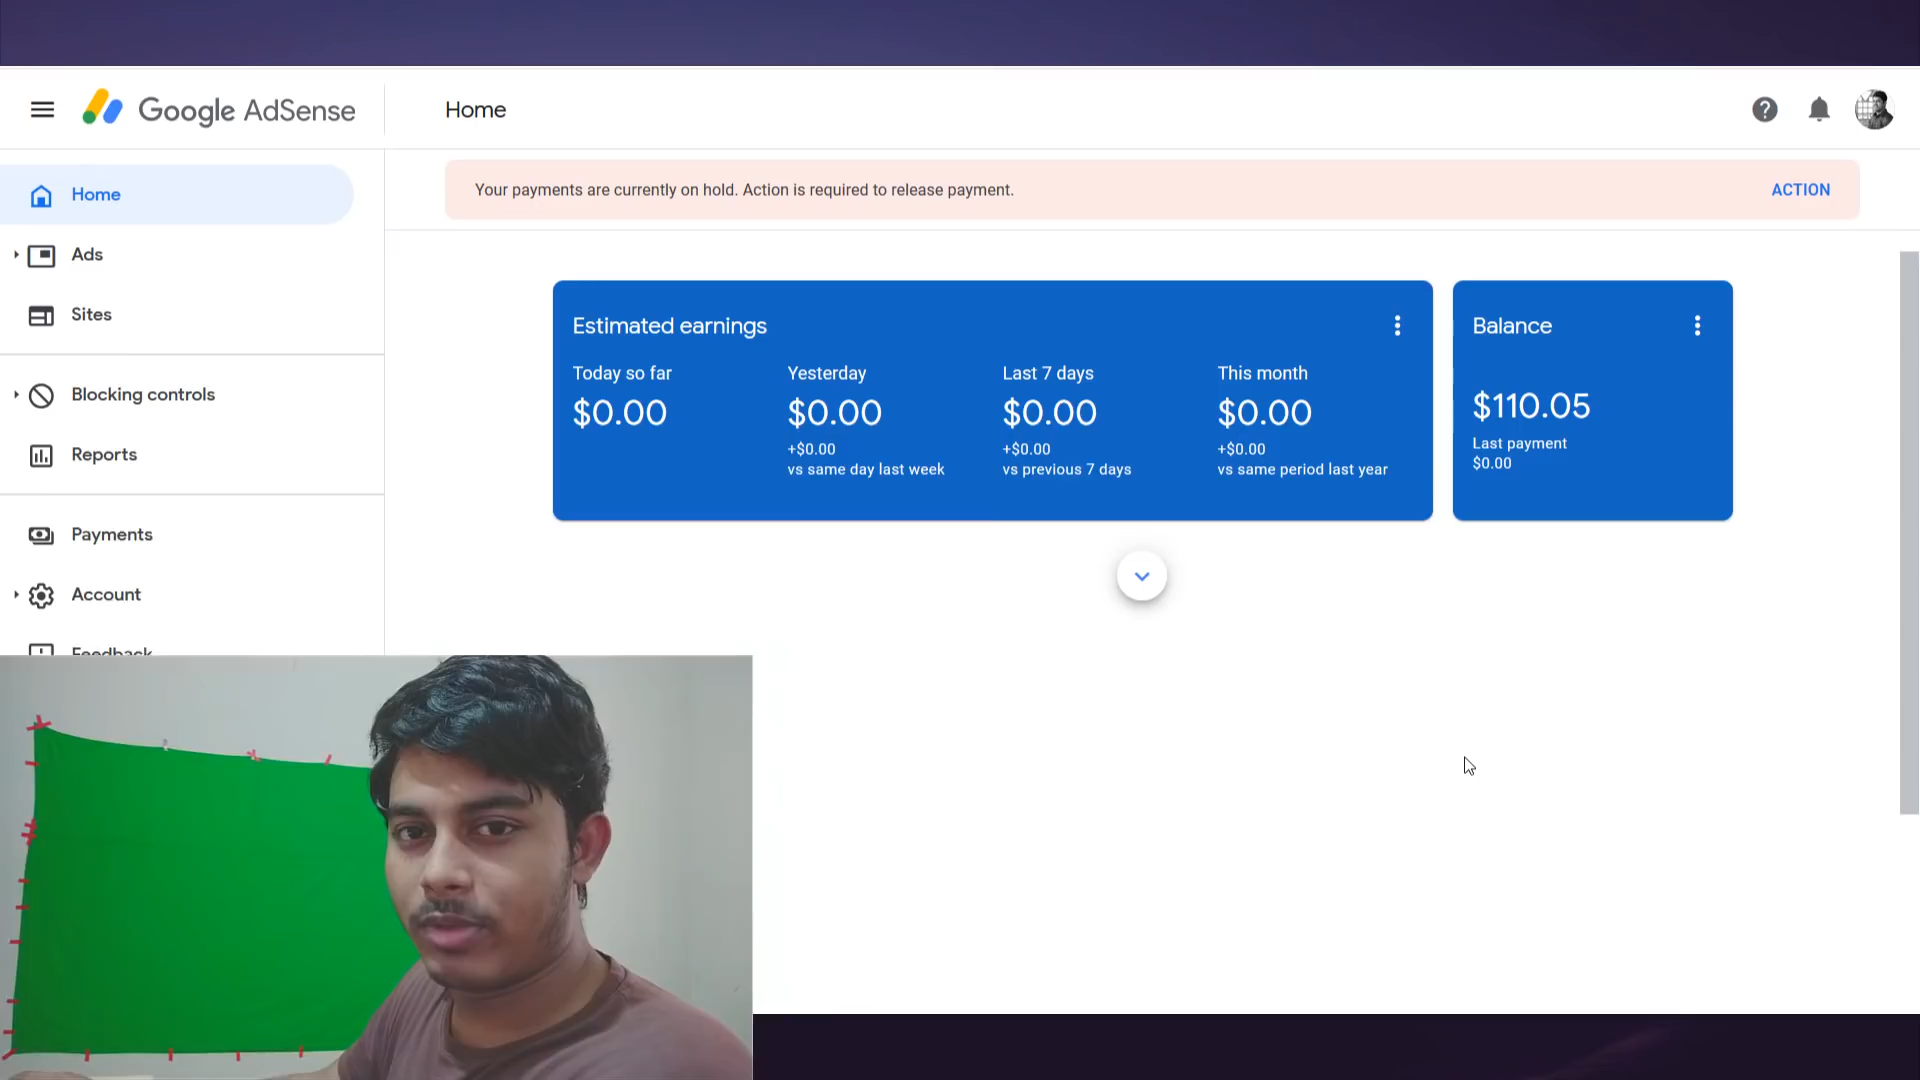 Google AdSense
Home
Your payments are currently on hold. Action is required to release payment.
ACTION
Home
Ads
Sites
Blocking controls
Reports
Payments
Account
Feedback
Estimated earnings
Today so far
$0.00
Yesterday
$0.00
+$0.00
vs same day last week
Last 7 days
$0.00
+$0.00
vs previous 7 days
This month
$0.00
+$0.00
vs same period last year
Balance
$110.05
Last payment
$0.00